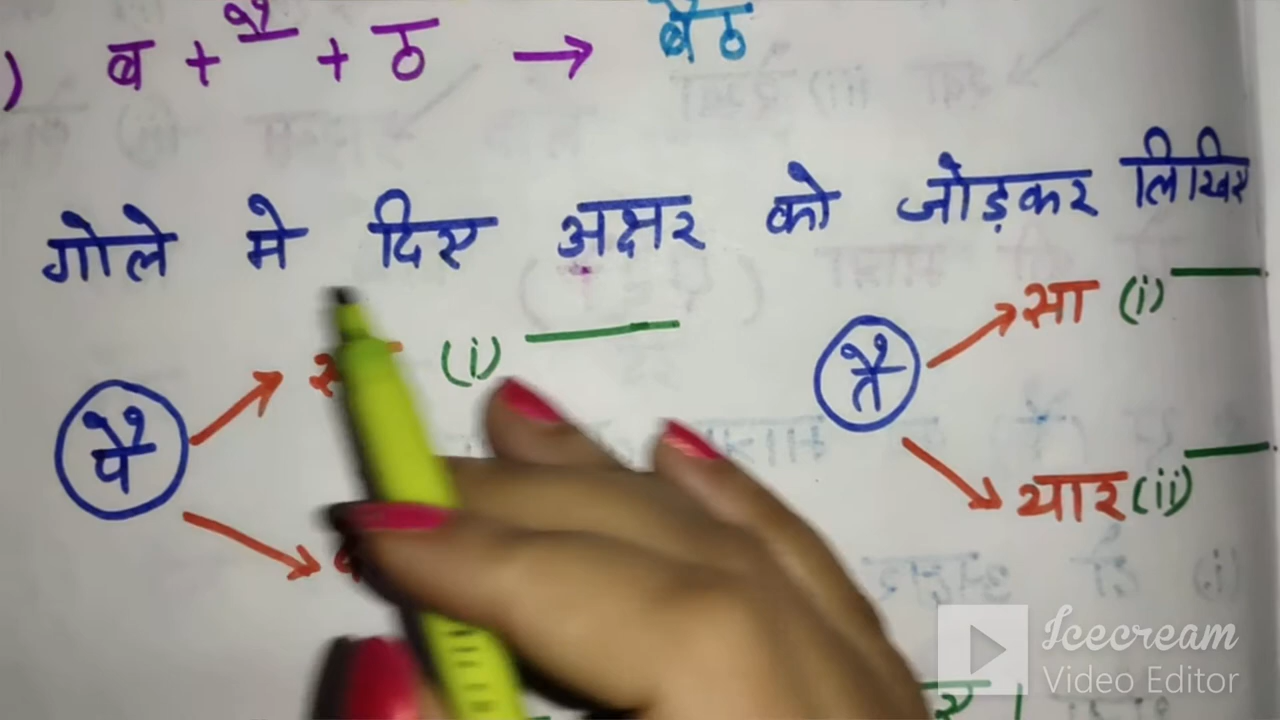 ) ब + ै + ठ → बैठ
गोले मे दिए अक्षर को जोड़कर लिखिए
पै (i)
तै सा (i)
यार (ii)
Icecream
Video Editor